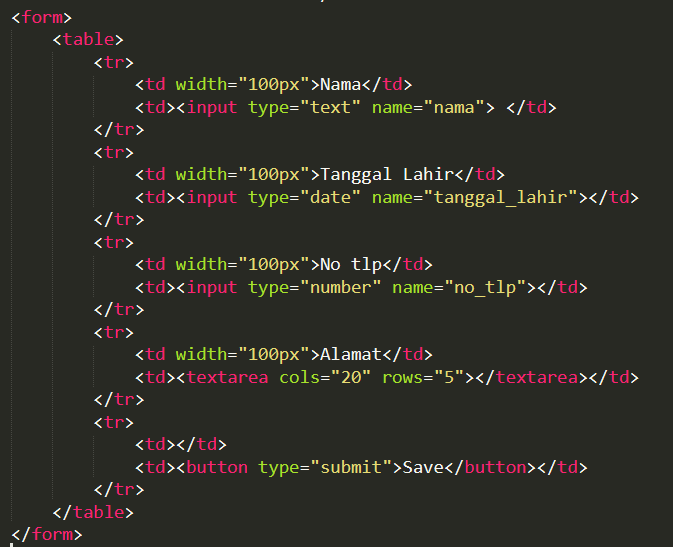 <form>
<table>
<tr>
<td width="100px">Nama</td>
<td><input type="text" name="nama"> </td>
</tr>
<tr>
<td width="100px">Tanggal Lahir</td>
<td><input type="date" name="tanggal_lahir"></td>
</tr>
<tr>
<td width="100px">No tlp</td>
<td><input type="number" name="no_tlp"></td>
</tr>
<tr>
<td width="100px">Alamat</td>
<td><textarea cols="20" rows="5"></textarea></td>
</tr>
<tr>
<td></td>
<td><button type="submit">Save</button></td>
</tr>
</table>
</form>